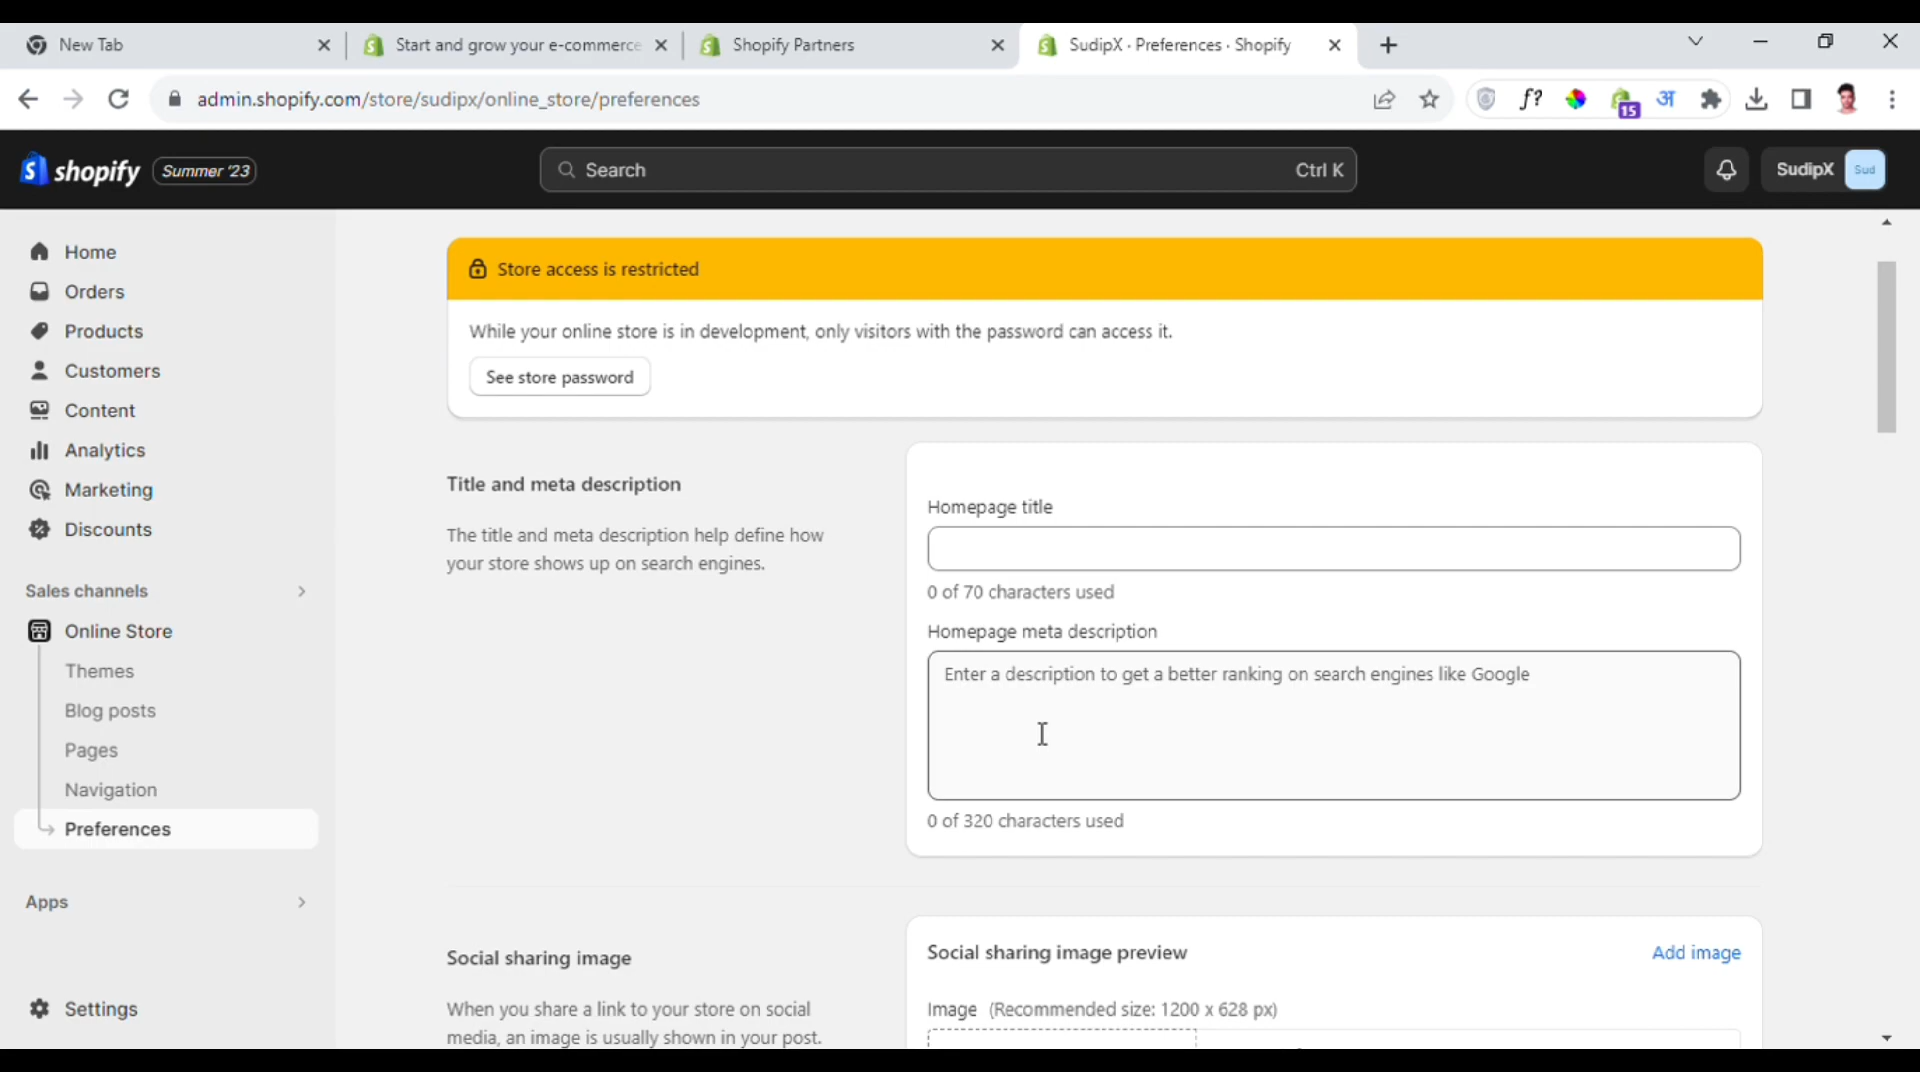 New Tab
Start and grow your e-commerce
Shopify Partners
SudipX · Preferences · Shopify
admin.shopify.com/store/sudipx/online_store/preferences
f?
15
अ
shopify
Summer '23
Search
Ctrl K
SudipX
Sud
Home
Orders
Products
Customers
Content
Analytics
Marketing
Discounts
Sales channels
Online Store
Themes
Blog posts
Pages
Navigation
Preferences
Apps
Settings
Store access is restricted
While your online store is in development, only visitors with the password can access it.
See store password
Title and meta description
The title and meta description help define how
your store shows up on search engines.
Homepage title
0 of 70 characters used
Homepage meta description
Enter a description to get a better ranking on search engines like Google
0 of 320 characters used
Social sharing image
When you share a link to your store on social
media, an image is usually shown in your post.
Social sharing image preview
Add image
Image (Recommended size: 1200 x 628 px)